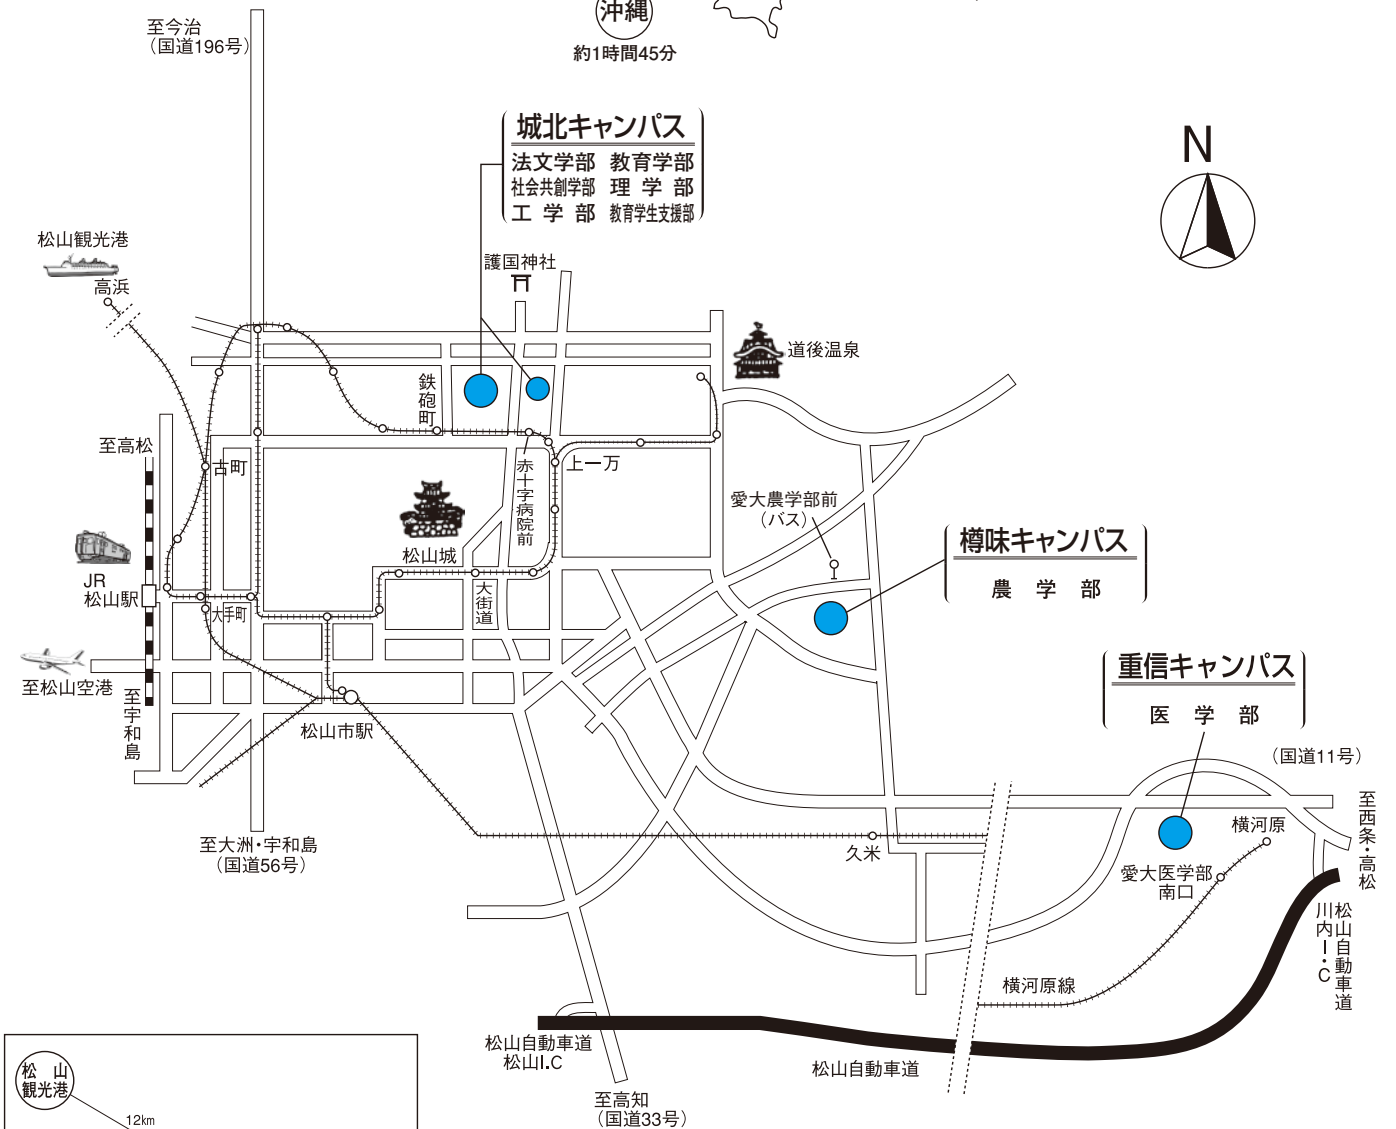 沖縄
約1時間45分
至今治
(国道196号)
城北キャンパス
法文学部 教育学部
社会共創学部 理学部
工学部 教育学生支援部
N
松山観光港
高浜
護国神社
道後温泉
鉄砲町
至高松
古町
赤十字病院前
上一万
愛大農学部前
(バス)
樽味キャンパス
農学部
松山城
JR
松山駅
大手町
大街道
至松山空港
至宇和島
松山市駅
重信キャンパス
医学部
(国道11号)
至西条・高松
至大洲・宇和島
(国道56号)
久米
横河原
愛大医学部
南口
松山自動車道
川内I・C
横河原線
松山自動車道
松山I.C
松山自動車道
至高知
(国道33号)
松山
観光港
12km